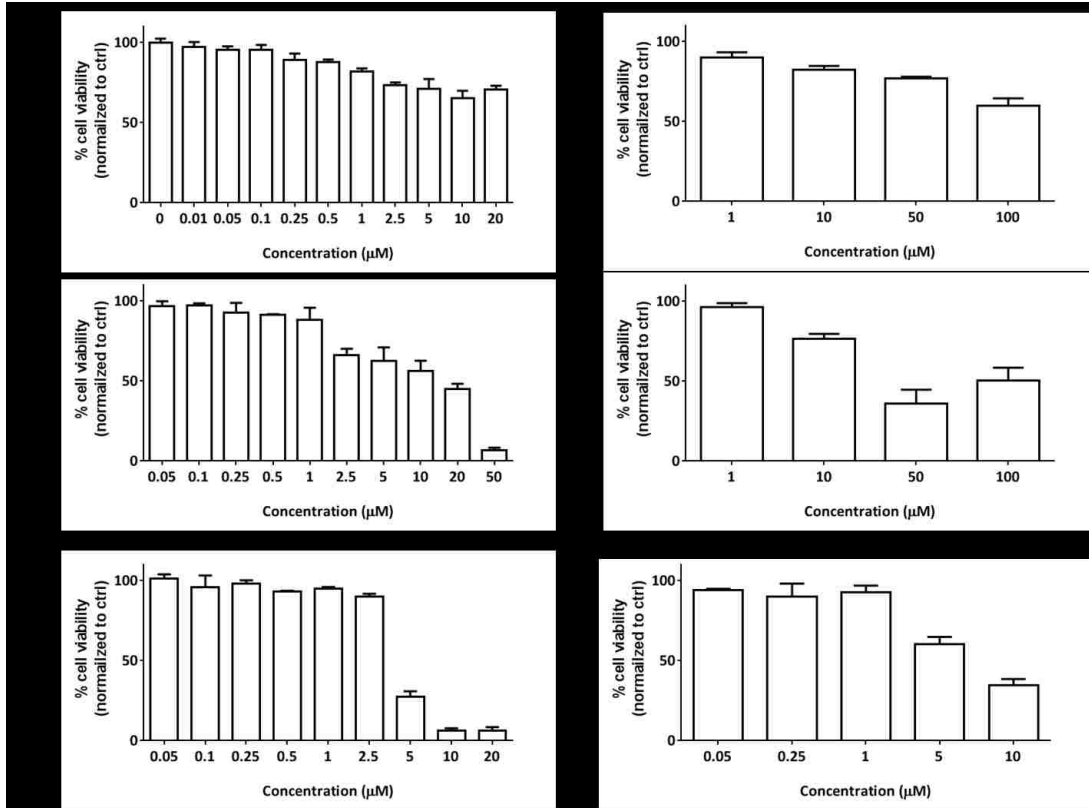 % cell viability
(normailzed to ctrl)
100
50
0
0 0.01 0.05 0.1 0.25 0.5 1 2.5 5 10 20
Concentration (µM)
% cell viability
(normailzed to ctrl)
100
50
0
1 10 50 100
Concentration (µM)
% cell viability
(normailzed to ctrl)
100
50
0
0.05 0.1 0.25 0.5 1 2.5 5 10 20 50
Concentration (µM)
% cell viability
(normailzed to ctrl)
100
50
0
1 10 50 100
Concentration (µM)
% cell viability
(normailzed to ctrl)
100
50
0
0.05 0.1 0.25 0.5 1 2.5 5 10 20
Concentration (µM)
% cell viability
(normailzed to ctrl)
100
50
0
0.05 0.25 1 5 10
Concentration (µM)